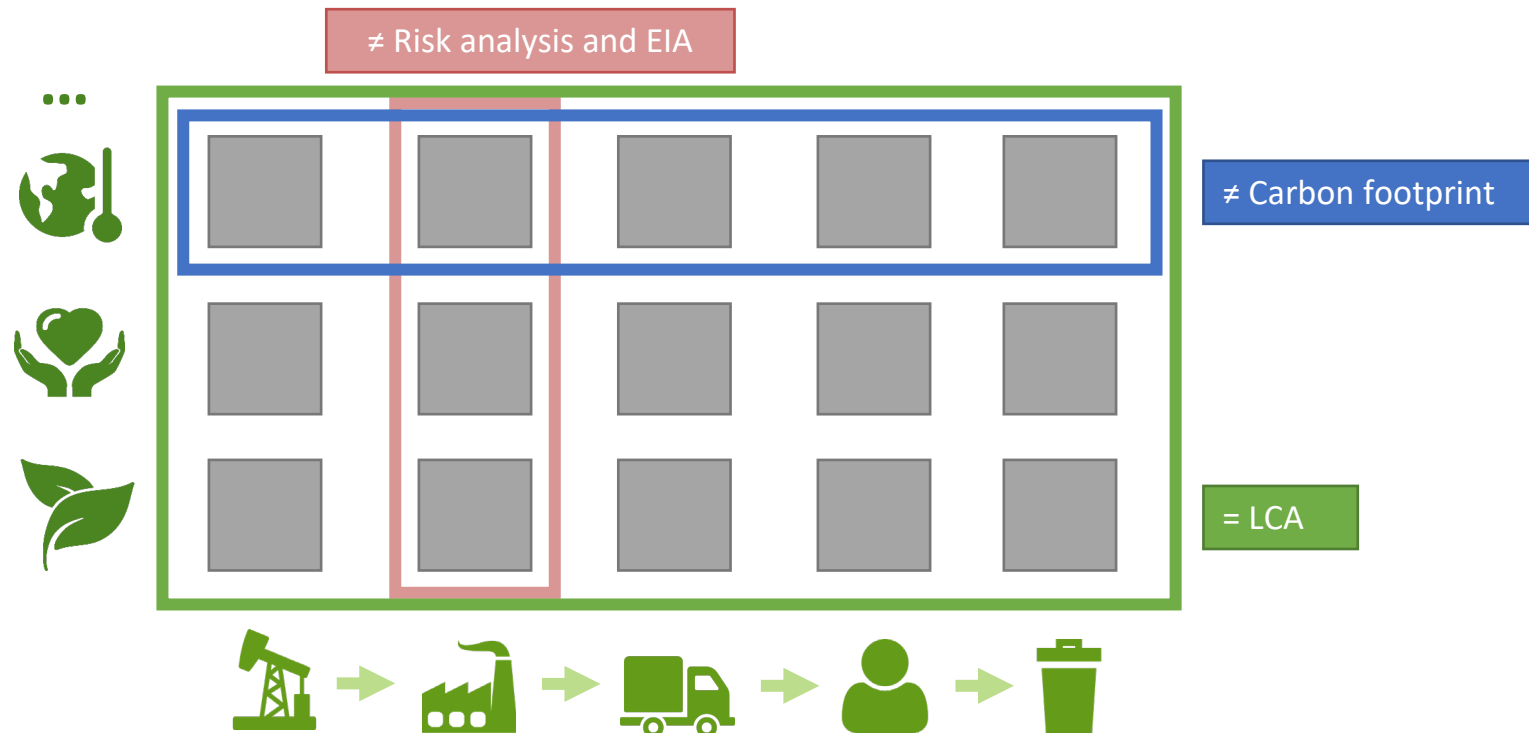 ≠ Risk analysis and EIA
...
≠ Carbon footprint
= LCA